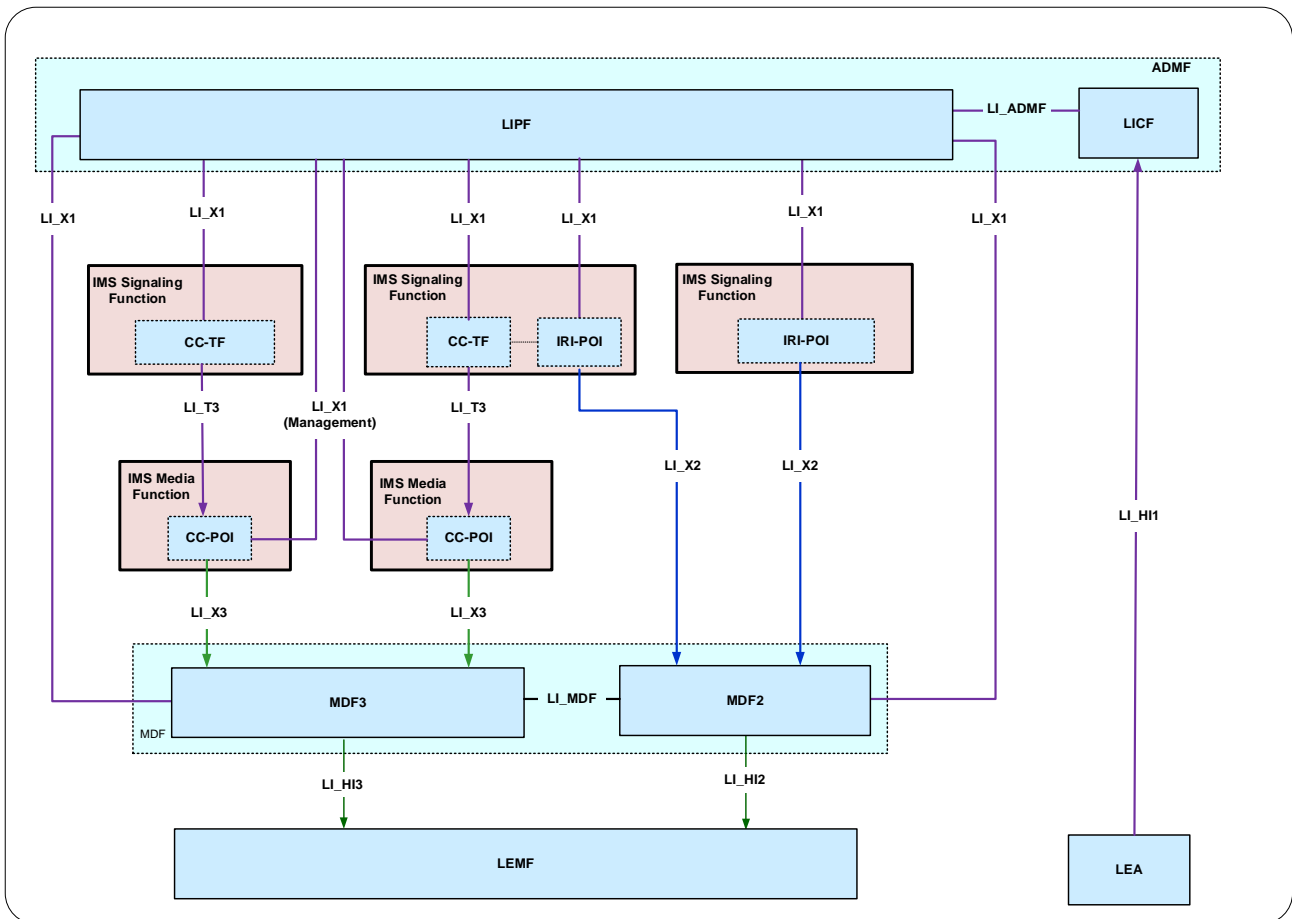 ADMF
LIPF
LI_ADMF
LICF
LI_X1
LI_X1
LI_X1
LI_X1
LI_X1
LI_X1
IMS Signaling
Function
CC-TF
IMS Signaling
Function
CC-TF
IRI-POI
IMS Signaling
Function
IRI-POI
LI_T3
LI_X1
(Management)
LI_T3
LI_X2
LI_X2
LI_HI1
IMS Media
Function
CC-POI
IMS Media
Function
CC-POI
LI_X3
LI_X3
MDF3
LI_MDF
MDF2
MDF
LI_HI3
LI_HI2
LEMF
LEA